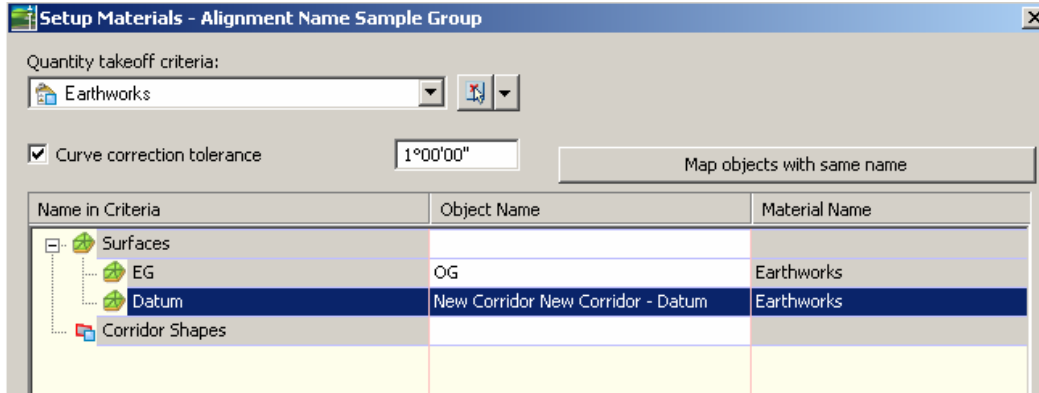 Setup Materials - Alignment Name Sample Group
Quantity takeoff criteria:
Earthworks
Curve correction tolerance 1°00'00" Map objects with same name
Name in Criteria Object Name Material Name
Surfaces
EG OG Earthworks
Datum New Corridor New Corridor - Datum Earthworks
Corridor Shapes